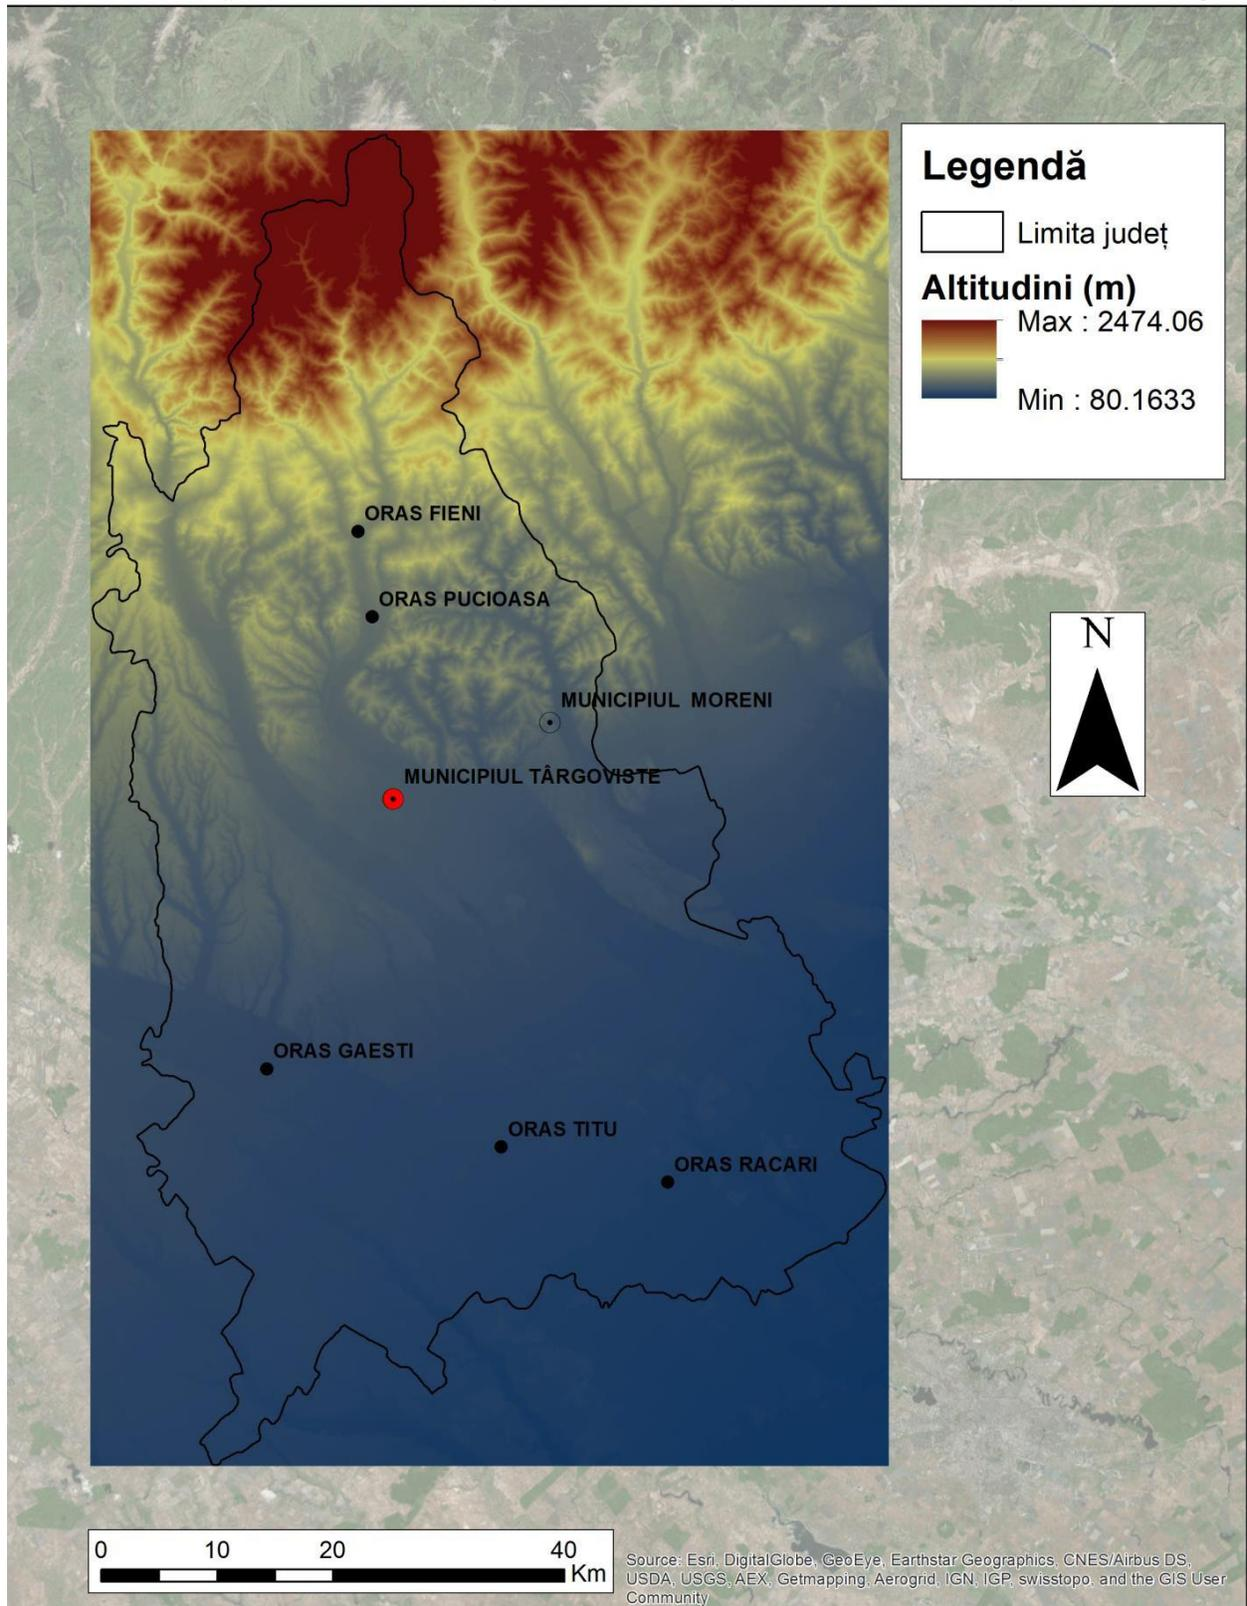 Legendă
Limita județ
Altitudini (m)
Max : 2474.06
Min : 80.1633
ORAS FIENI
ORAS PUCIOASA
N
MUNICIPIUL MORENI
MUNICIPIUL TÂRGOVISTE
ORAS GAESTI
ORAS TITU
ORAS RACARI
0 10 20 40
Km
Source: Esri, DigitalGlobe, GeoEye, Earthstar Geographics, CNES/Airbus DS,
USDA, USGS, AEX, Getmapping, Aerogrid, IGN, IGP, swisstopo, and the GIS User
Community